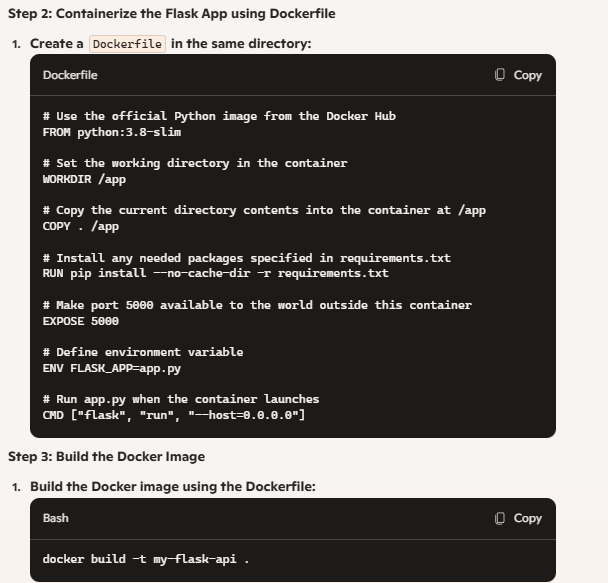 Step 2: Containerize the Flask App using Dockerfile
1. Create a Dockerfile in the same directory:
Dockerfile Copy
# Use the official Python image from the Docker Hub
FROM python:3.8-slim
# Set the working directory in the container
WORKDIR /app
# Copy the current directory contents into the container at /app
COPY . /app
# Install any needed packages specified in requirements.txt
RUN pip install --no-cache-dir -r requirements.txt
# Make port 5000 available to the world outside this container
EXPOSE 5000
# Define environment variable
ENV FLASK_APP=app.py
# Run app.py when the container launches
CMD ["flask", "run", "--host=0.0.0.0"]
Step 3: Build the Docker Image
1. Build the Docker image using the Dockerfile:
Bash Copy
docker build -t my-flask-api .